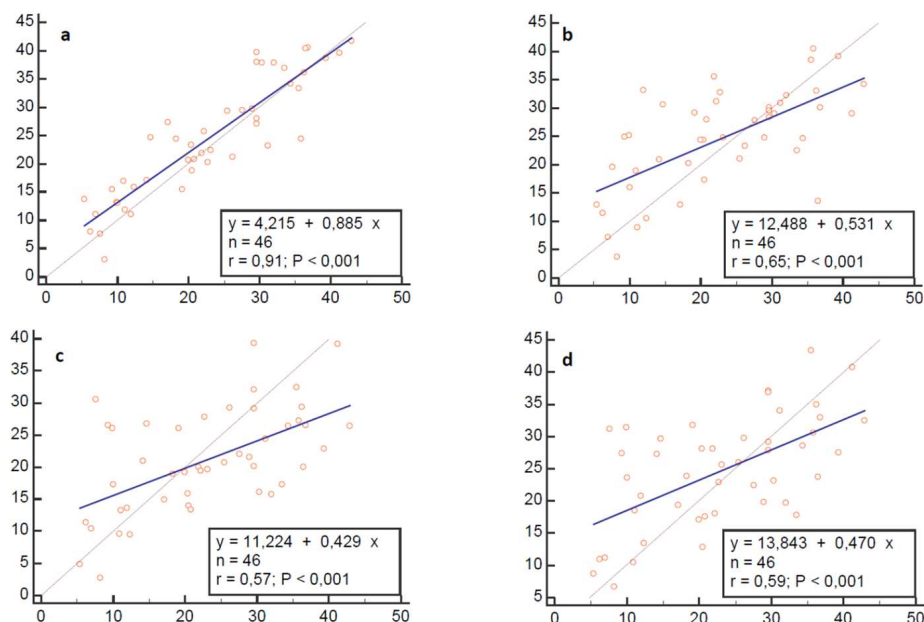 a
45
40
35
30
25
20
15
10
5
0
y = 4,215 + 0,885 x
n = 46
r = 0,91; P < 0,001
0 10 20 30 40 50
b
45
40
35
30
25
20
15
10
5
0
y = 12,488 + 0,531 x
n = 46
r = 0,65; P < 0,001
0 10 20 30 40 50
c
40
35
30
25
20
15
10
5
0
y = 11,224 + 0,429 x
n = 46
r = 0,57; P < 0,001
0 10 20 30 40 50
d
45
40
35
30
25
20
15
10
5
y = 13,843 + 0,470 x
n = 46
r = 0,59; P < 0,001
0 10 20 30 40 50